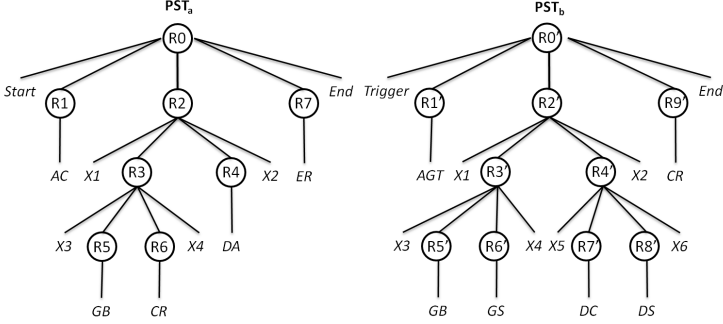 PSTa PSTb
R0 R0′
Start R1 R2 R7 End Trigger R1′ R2′ R9′ End
AC X1 R3 R4 X2 ER AGT X1 R3′ R4′ X2 CR
X3 R5 R6 X4 DA X3 R5′ R6′ X4 X5 R7′ R8′ X6
GB CR GB GS DC DS